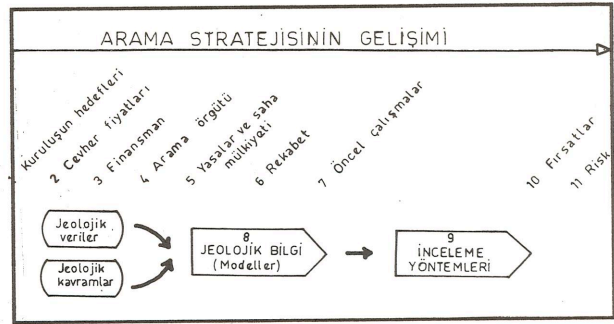 ARAMA STRATEJİSİNİN GELİŞİMİ
Kuruluşun hedefleri
2 Cevher fiyatları
3 Finansman
4 Arama örgütü
5 Yasalar ve saha
mülkiyeti
6 Rekabet
7 Öncel çalışmalar
10 Fırsatlar
11 Risk
Jeolojik
veriler
Jeolojik
kavramlar
8
JEOLOJİK BİLGİ
(Modeller)
9
İNCELEME
YÖNTEMLERİ